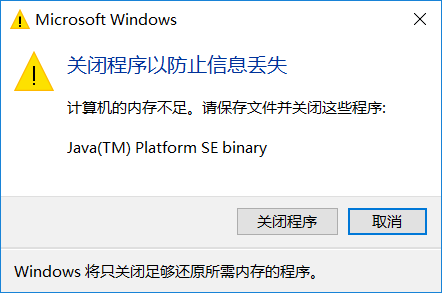 Microsoft Windows
关闭程序以防止信息丢失
计算机的内存不足。请保存文件并关闭这些程序:
Java(TM) Platform SE binary
关闭程序 取消
Windows 将只关闭足够还原所需内存的程序。